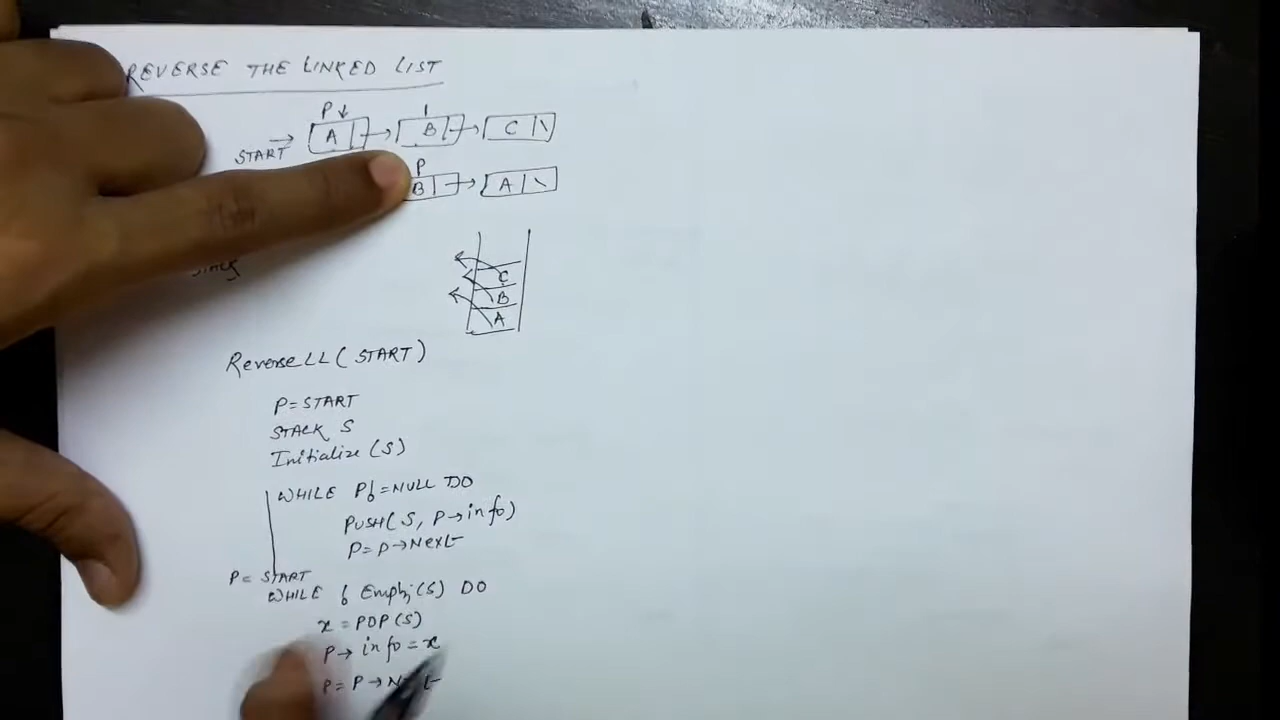 REVERSE THE LINKED LIST
P↓
START → A → B → C
P
B → A
C
B
A
ReverseLL(START)
P=START
STACK S
Initialize(S)
WHILE P!=NULL DO
PUSH(S, P→info)
P=P→Next
P= START
WHILE ! Empty(S) DO
x = POP(S)
P→ info = x
P= P→